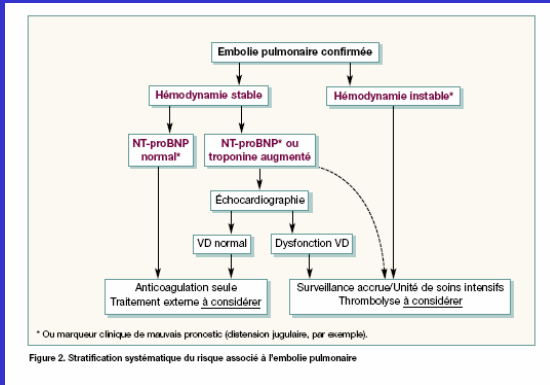 Embolie pulmonaire confirmée
Hémodynamie stable
Hémodynamie instable*
NT-proBNP
normal*
NT-proBNP* ou
troponine augmenté
Échocardiographie
VD normal
Dysfonction VD
Anticoagulation seule
Traitement externe à considérer
Surveillance accrue/Unité de soins intensifs
Thrombolyse à considérer
* Ou marqueur clinique de mauvais pronostic (distension jugulaire, par exemple).
Figure 2. Stratification systématique du risque associé à l'embolie pulmonaire